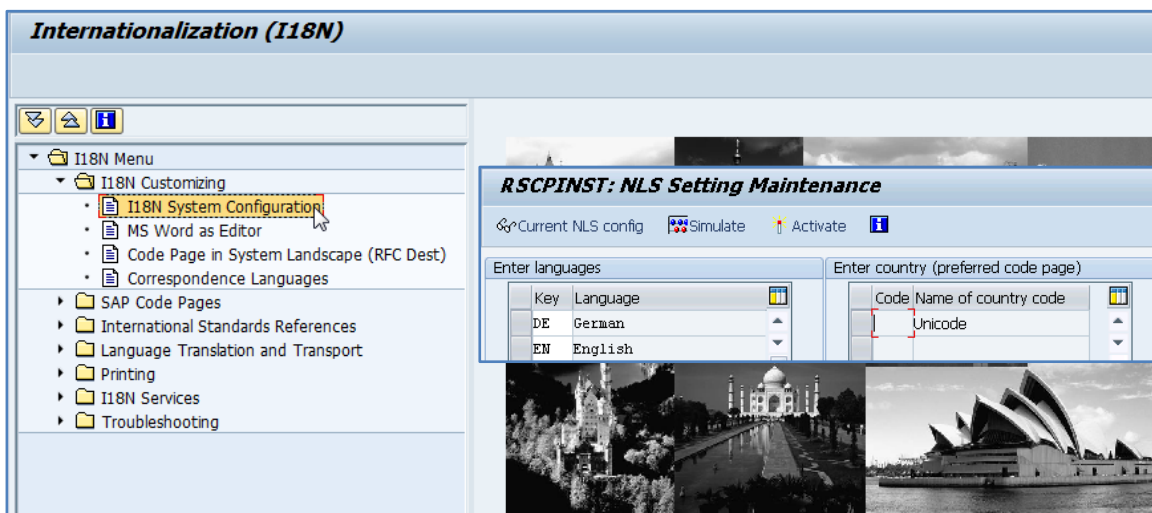 Internationalization (I18N)
I18N Menu
I18N Customizing
I18N System Configuration
MS Word as Editor
Code Page in System Landscape (RFC Dest)
Correspondence Languages
SAP Code Pages
International Standards References
Language Translation and Transport
Printing
I18N Services
Troubleshooting
RSCPINST: NLS Setting Maintenance
Current NLS config Simulate Activate
Enter languages
Key Language
DE German
EN English
Enter country (preferred code page)
Code Name of country code
Unicode